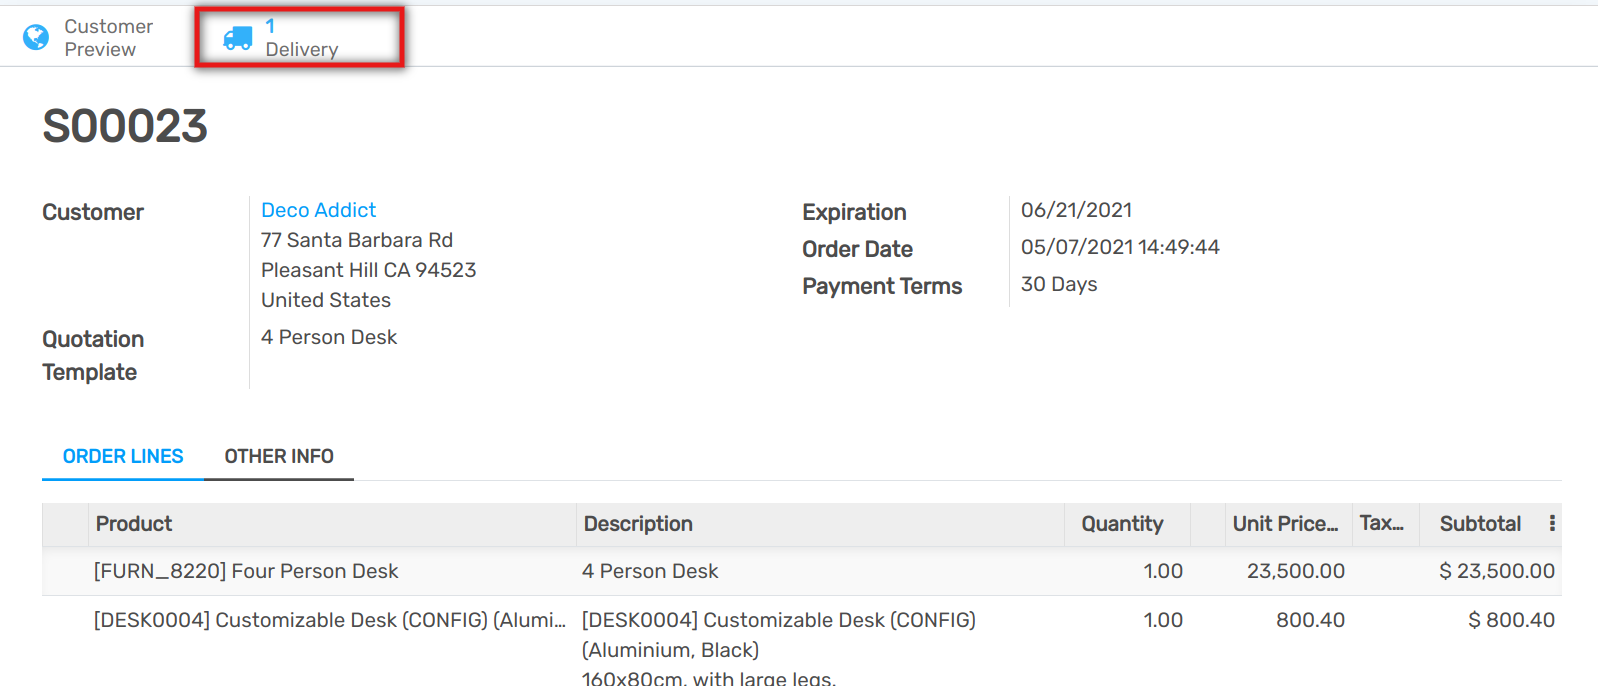 Customer
Preview
1
Delivery
S00023
Customer
Deco Addict
77 Santa Barbara Rd
Pleasant Hill CA 94523
United States
Quotation
Template
4 Person Desk
Expiration
06/21/2021
Order Date
05/07/2021 14:49:44
Payment Terms
30 Days
ORDER LINES OTHER INFO
Product Description Quantity Unit Price... Tax... Subtotal
[FURN_8220] Four Person Desk 4 Person Desk 1.00 23,500.00 $ 23,500.00
[DESK0004] Customizable Desk (CONFIG) (Alumi... [DESK0004] Customizable Desk (CONFIG) 1.00 800.40 $ 800.40
(Aluminium, Black)
160x80cm, with large legs.